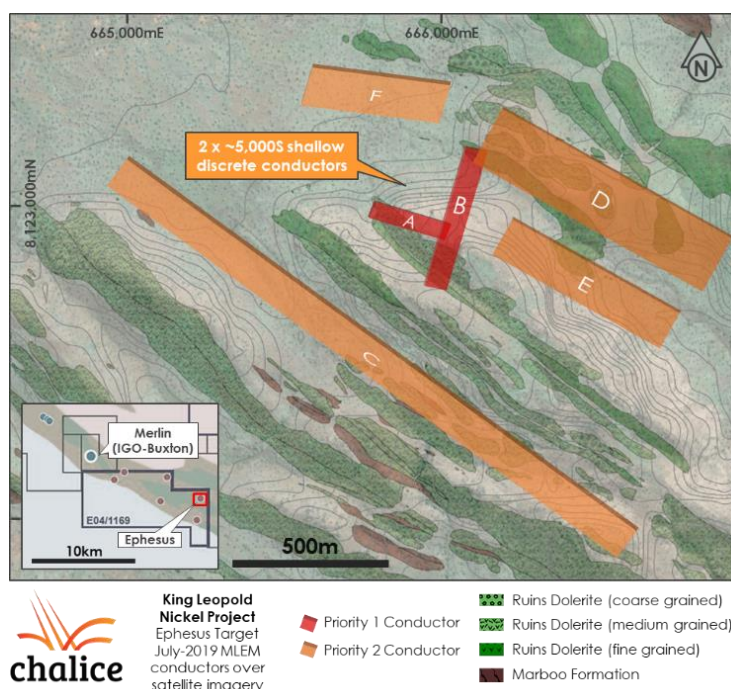 665,000mE
666,000mE
N
F
2 x ~5,000S shallow
discrete conductors
8,123,000mN
B
D
A
E
C
Merlin
(IGO-Buxton)
E04/1169
Ephesus
10km
500m
chalice
King Leopold
Nickel Project
Ephesus Target
July-2019 MLEM
conductors over
satellite imagery
Priority 1 Conductor
Priority 2 Conductor
Ruins Dolerite (coarse grained)
Ruins Dolerite (medium grained)
Ruins Dolerite (fine grained)
Marboo Formation